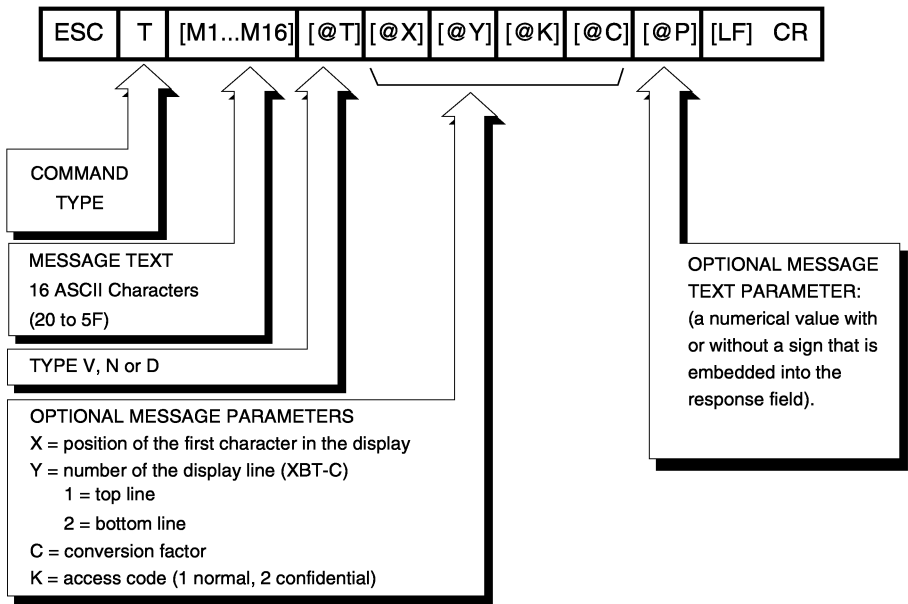 ESC T [M1...M16] [@T] [@X] [@Y] [@K] [@C] [@P] [LF] CR
COMMAND
TYPE
MESSAGE TEXT
16 ASCII Characters
(20 to 5F)
TYPE V, N or D
OPTIONAL MESSAGE PARAMETERS
X = position of the first character in the display
Y = number of the display line (XBT-C)
1 = top line
2 = bottom line
C = conversion factor
K = access code (1 normal, 2 confidential)
OPTIONAL MESSAGE
TEXT PARAMETER:
(a numerical value with
or without a sign that is
embedded into the
response field).